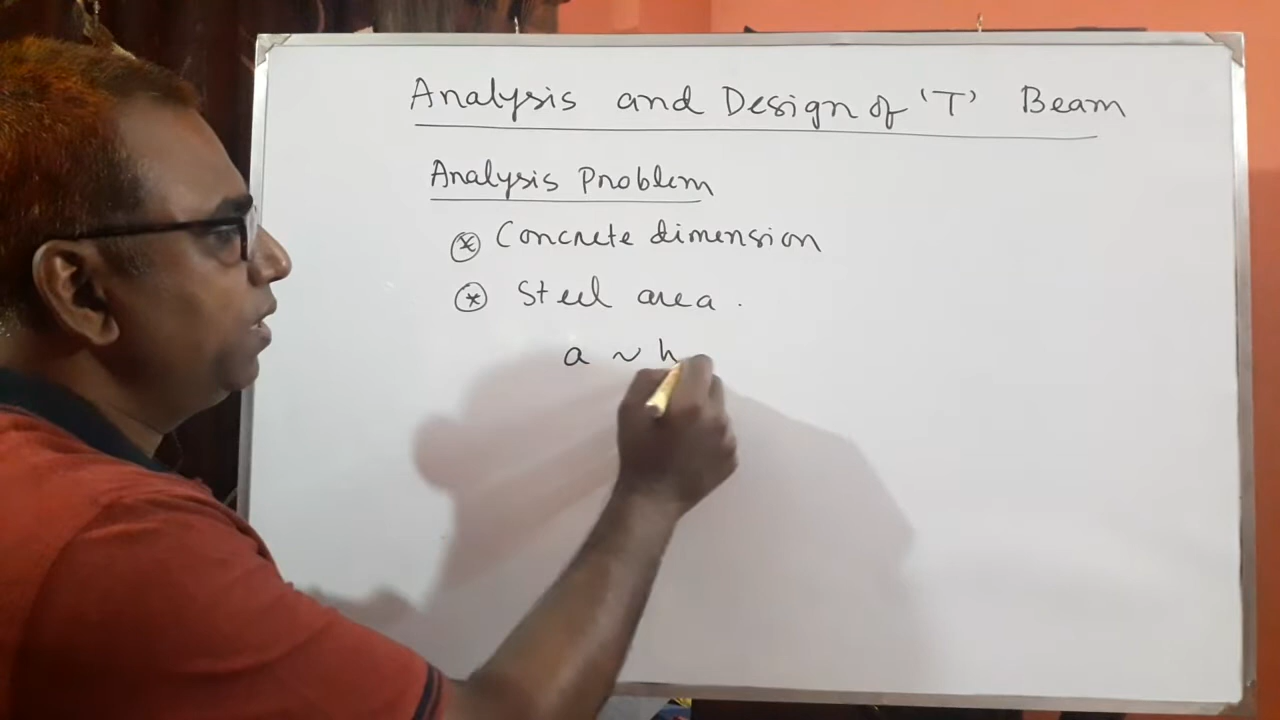 Analysis and Design of 'T' Beam
Analysis Problem
* Concrete dimension
* Steel area.
a ~ h